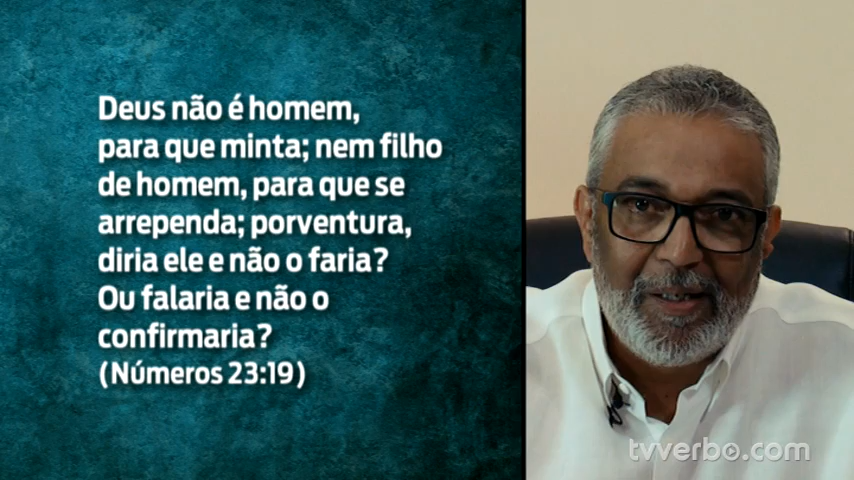 Deus não é homem,
para que minta; nem filho
de homem, para que se
arrependa; porventura,
diria ele e não o faria?
Ou falaria e não o
confirmaria?
(Números 23:19)
tvverbo.com